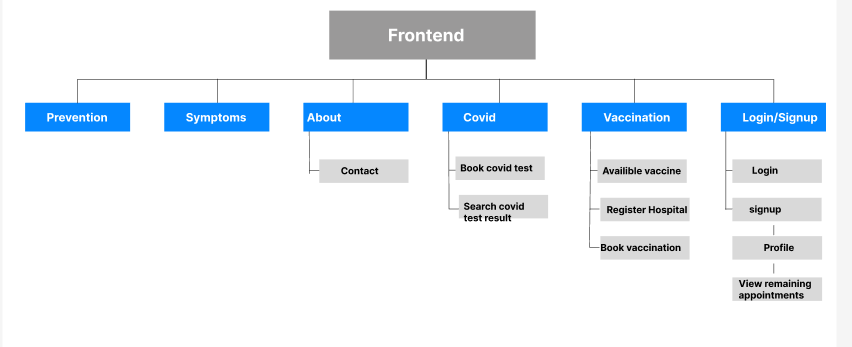 Frontend
Prevention
Symptoms
About
Covid
Vaccination
Login/Signup
Contact
Book covid test
Search covid
test result
Availible vaccine
Register Hospital
Book vaccination
Login
signup
Profile
View remaining
appointments